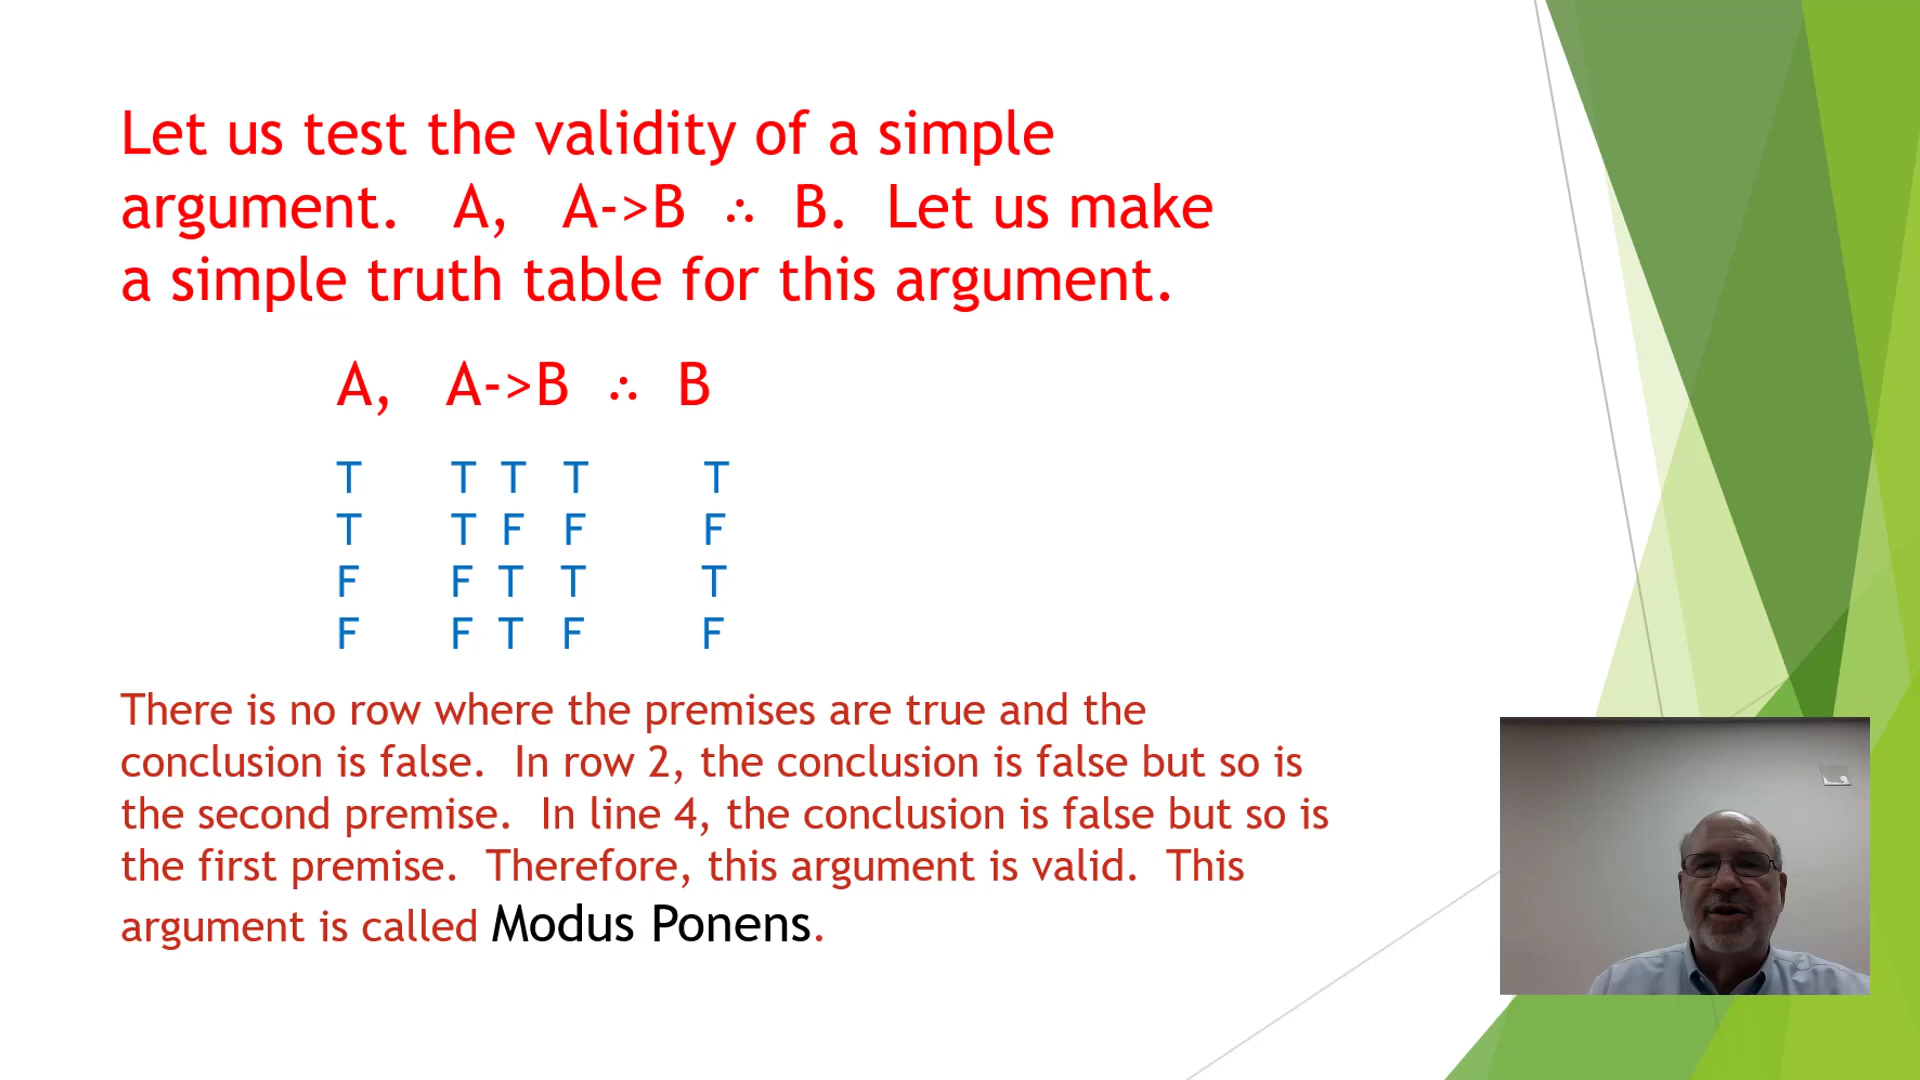 Let us test the validity of a simple
argument. A, A->B ∴ B. Let us make
a simple truth table for this argument.
A, A->B ∴ B
T T T T T
T T F F F
F F T T T
F F T F F
There is no row where the premises are true and the
conclusion is false. In row 2, the conclusion is false but so is
the second premise. In line 4, the conclusion is false but so is
the first premise. Therefore, this argument is valid. This
argument is called Modus Ponens.